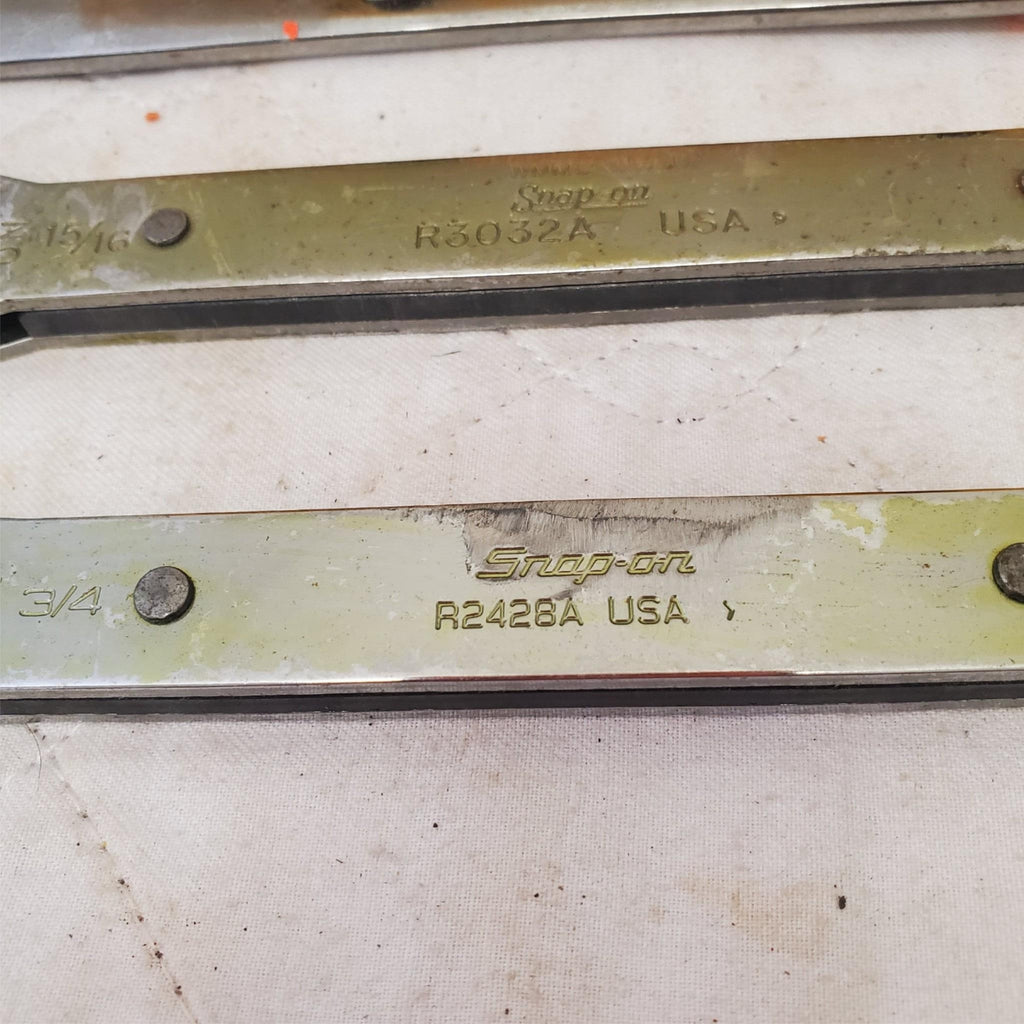 Snap-on
15/16 R3032A USA
Snap-on
3/4 R2428A USA